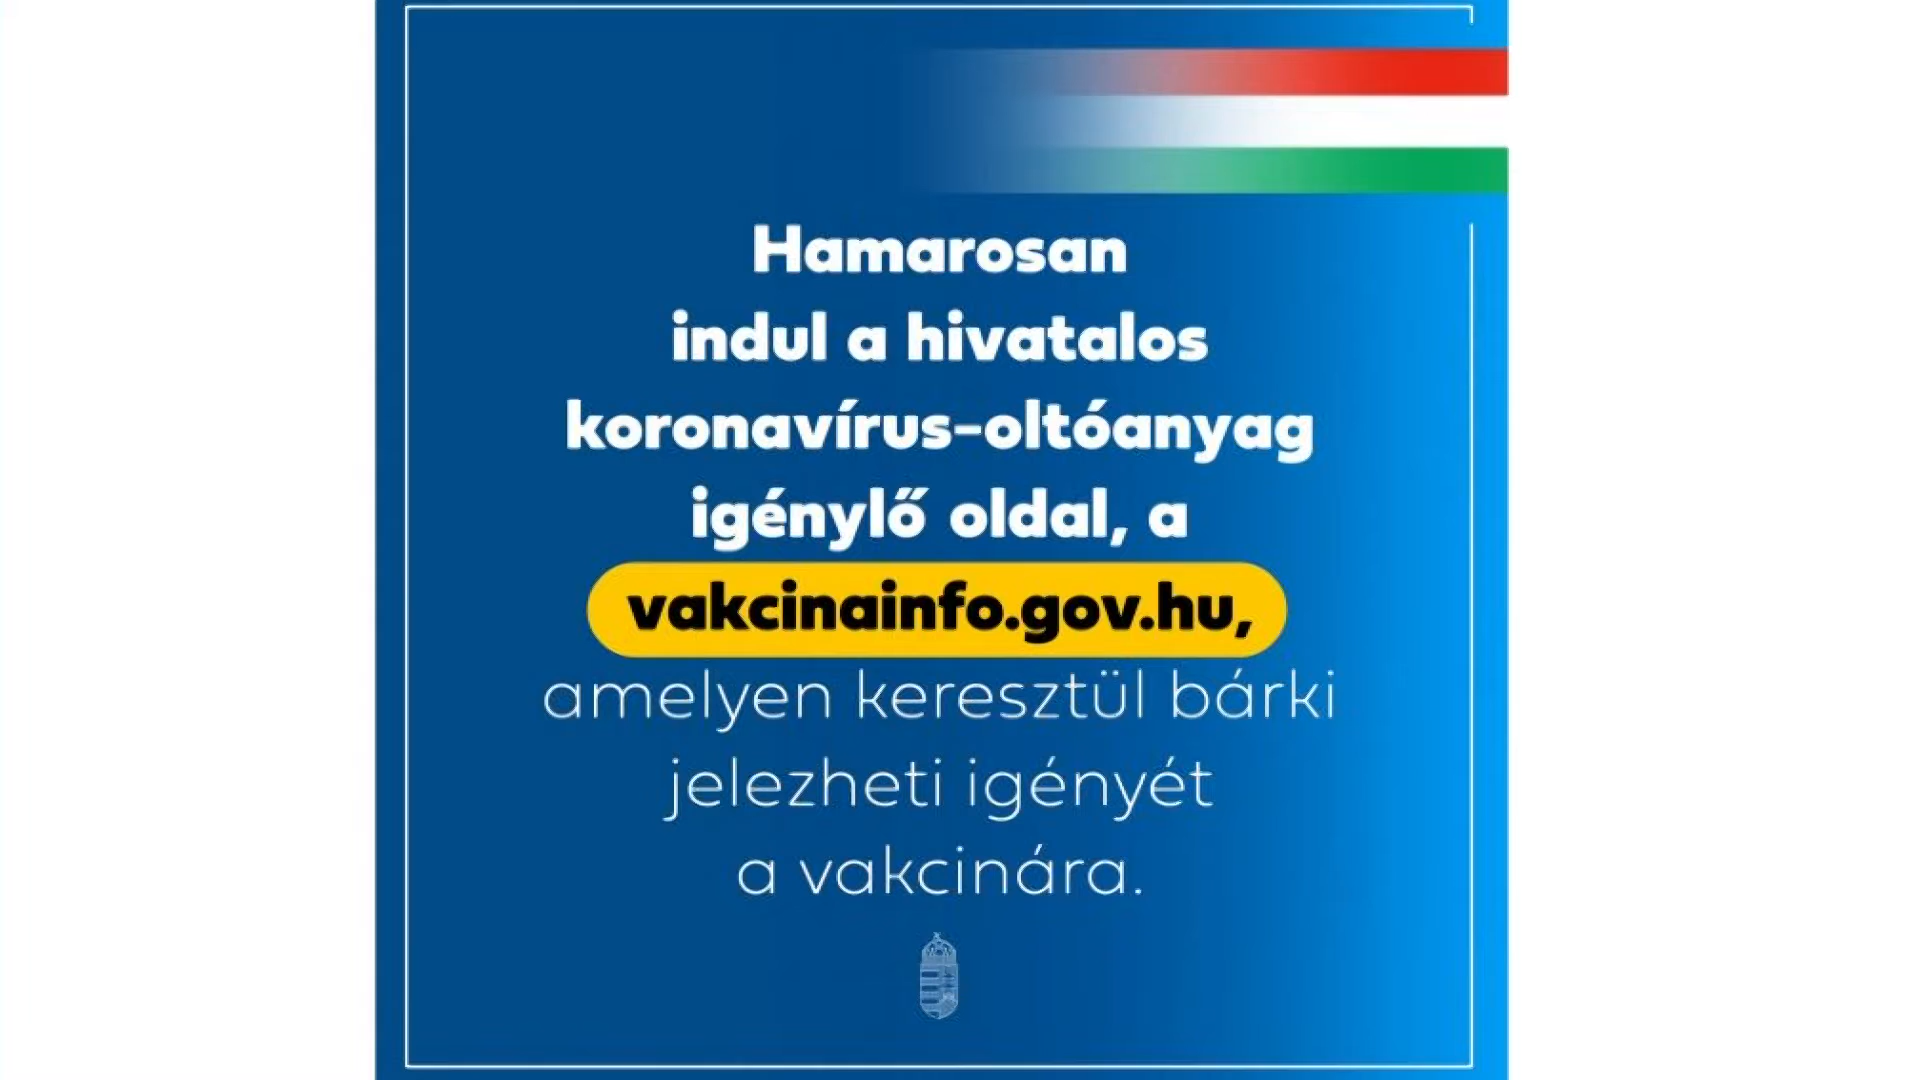 Hamarosan
indul a hivatalos
koronavírus-oltóanyag
igénylő oldal, a
vakcinainfo.gov.hu,
amelyen keresztül bárki
jelezheti igényét
a vakcinára.